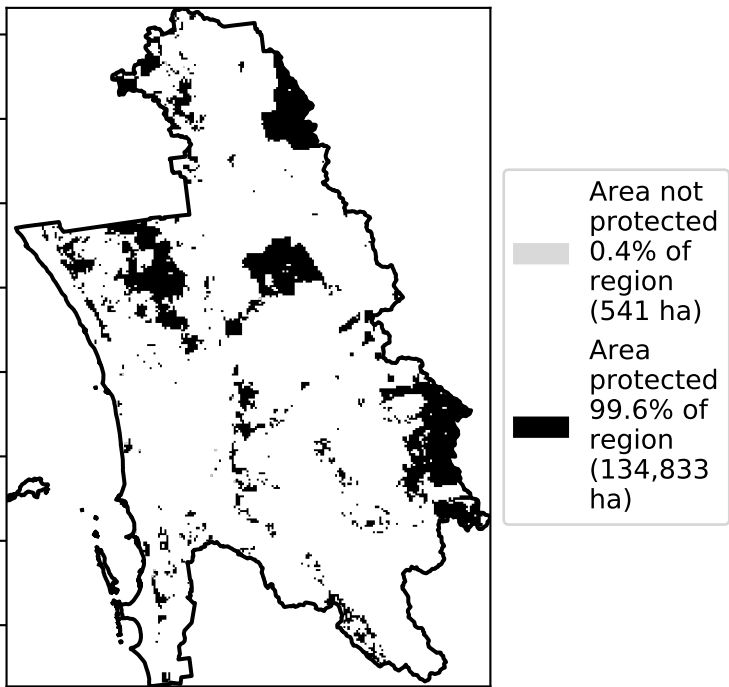 Area not
protected
0.4% of
region
(541 ha)
Area
protected
99.6% of
region
(134,833
ha)